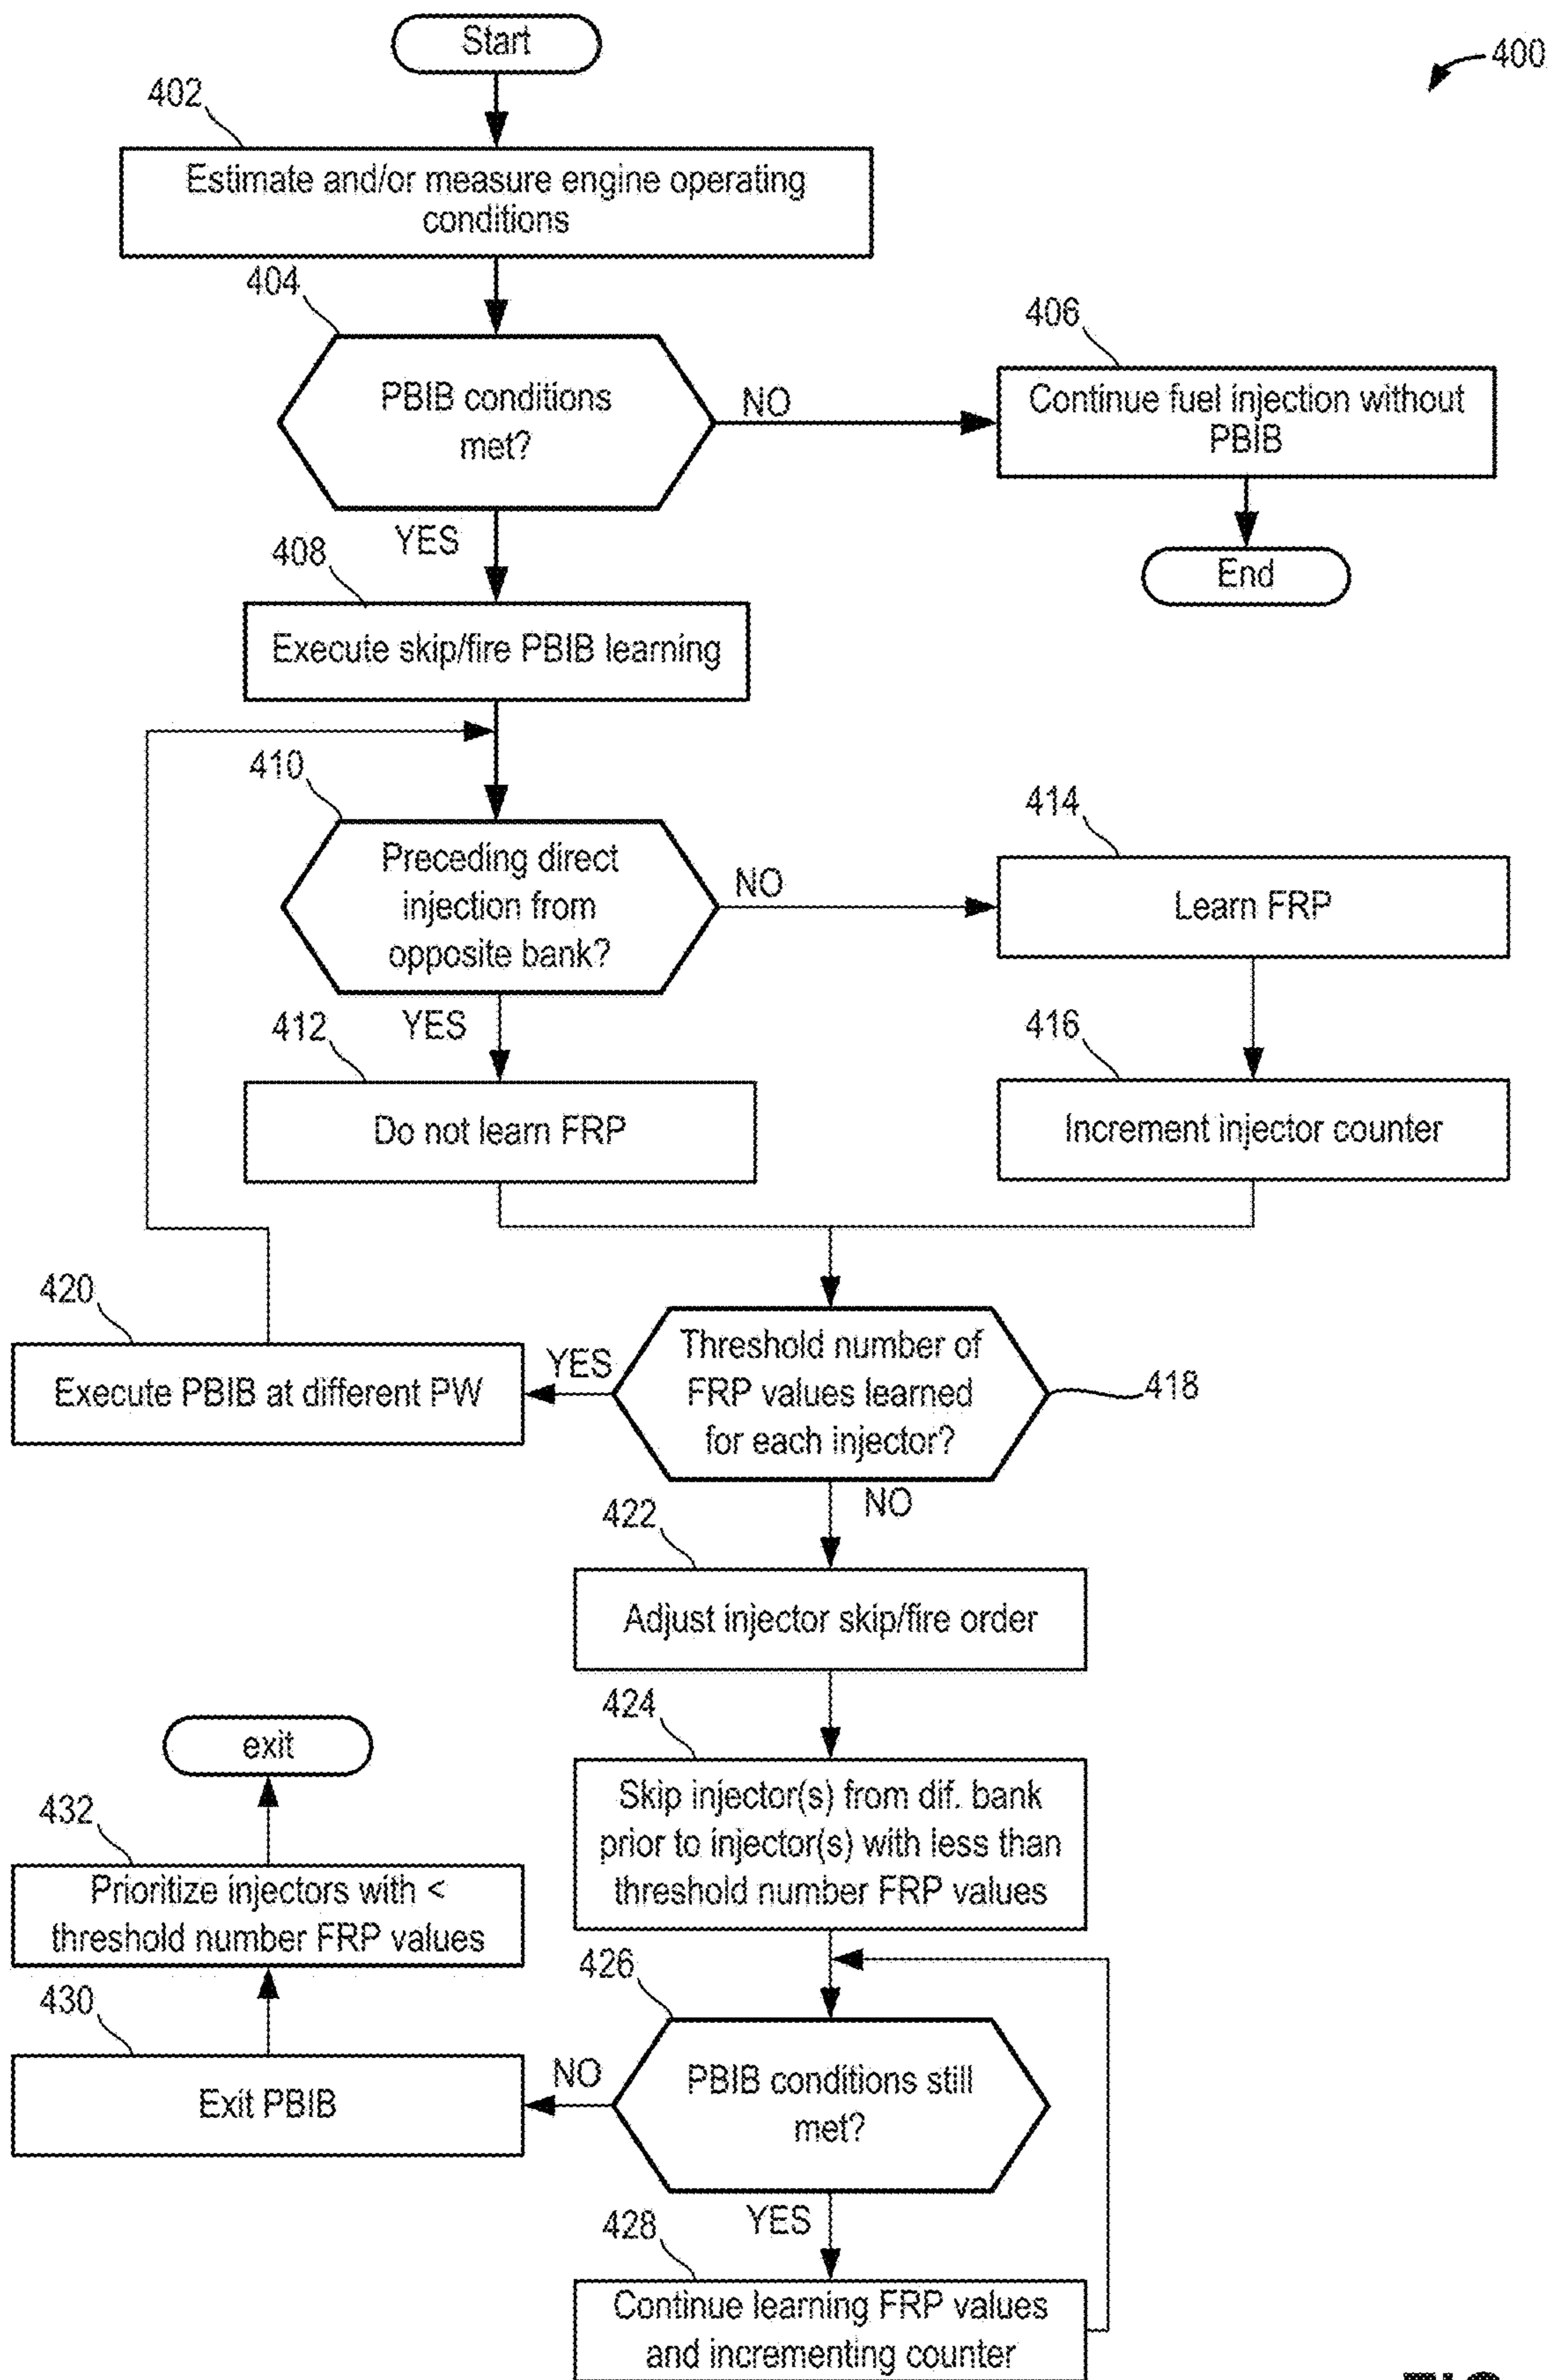 Start
400
402
Estimate and/or measure engine operating
conditions
404
PBIB conditions
met?
NO
406
Continue fuel injection without
PBIB
End
YES
408
Execute skip/fire PBIB learning
410
Preceding direct
injection from
opposite bank?
NO
414
Learn FRP
YES
412
Do not learn FRP
416
Increment injector counter
420
Execute PBIB at different PW
YES
Threshold number of
FRP values learned
for each injector?
418
NO
422
Adjust injector skip/fire order
424
Skip injector(s) from dif. bank
prior to injector(s) with less than
threshold number FRP values
exit
432
Prioritize injectors with <
threshold number FRP values
430
Exit PBIB
NO
426
PBIB conditions still
met?
YES
428
Continue learning FRP values
and incrementing counter